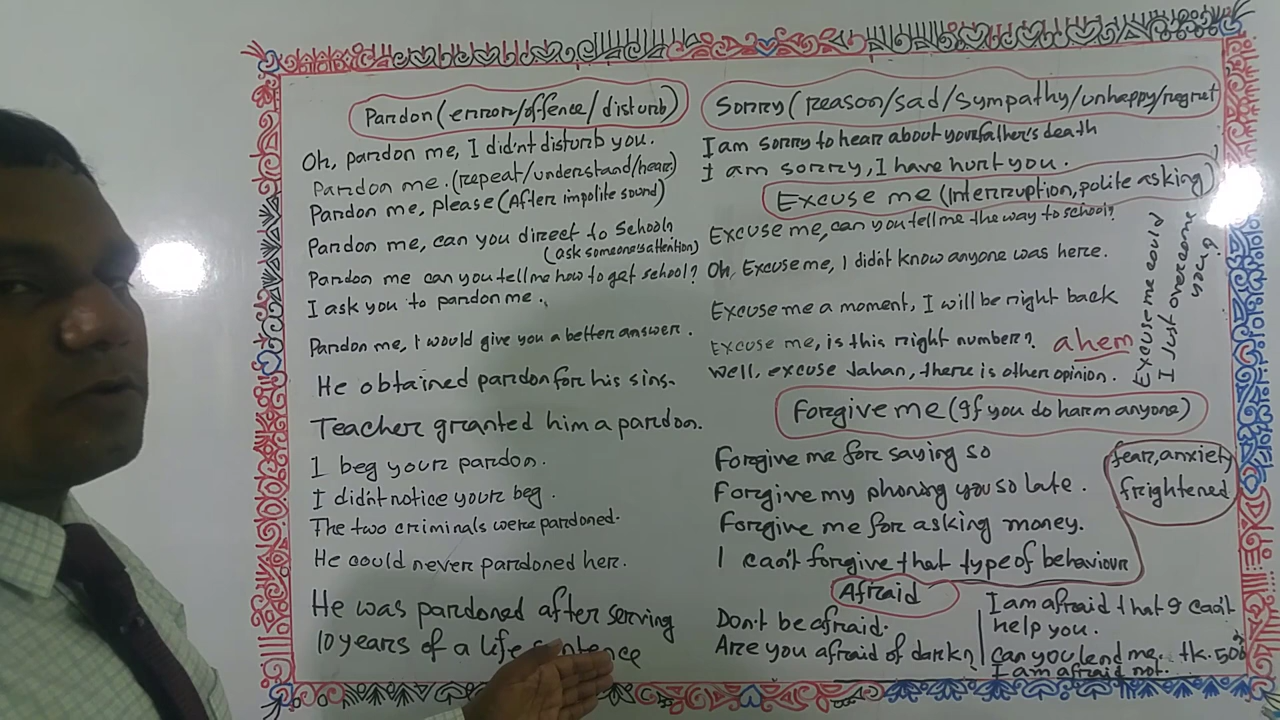 Pardon (error/offence/disturb)
Oh, pardon me, I didn't disturb you.
Pardon me. (repeat/understand/hear)
Pardon me, please (After impolite sound)
Pardon me, can you direct to School
(ask someone's attention)
Pardon me can you tell me how to get school?
I ask you to pardon me.
Pardon me, I would give you a better answer.
He obtained pardon for his sins.
Teacher granted him a pardon.
I beg your pardon.
I didn't notice your beg.
The two criminals were pardoned.
He could never pardoned her.
He was pardoned after serving
10 years of a life sentence
Sorry (reason/sad/sympathy/unhappy/regret
I am sorry to hear about your father's death
I am sorry, I have hurt you.
Excuse me (Interruption, polite asking)
Excuse me, can you tell me the way to school?
Oh, Excuse me, I didn't know anyone was here.
Excuse me a moment, I will be right back
Excuse me, is this right number? ahem
well, excuse Jahan, there is other opinion.
Excuse me could
I just overcome
here?
Forgive me (If you do harm anyone)
Forgive me for saying so
Forgive my phoning you so late.
Forgive me for asking money.
I can't forgive that type of behaviour
fear, anxiety
frightened
Afraid
Don't be afraid.
Are you afraid of dark?
I am afraid that I can't
help you.
can you lend me tk. 500?
I am afraid not.